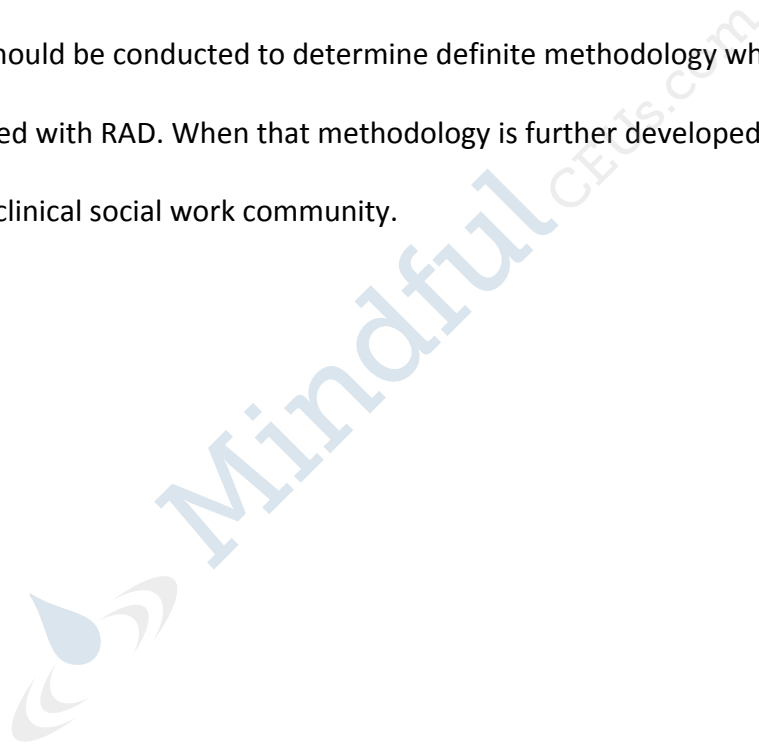 hould be conducted to determine definite methodology wh
ed with RAD. When that methodology is further developed
clinical social work community.
Mindful CEUs.com